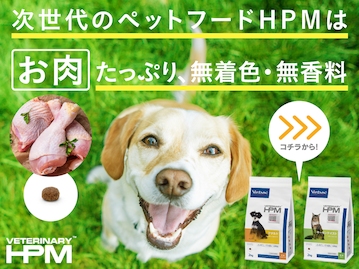 次世代のペットフードHPMは
お肉たっぷり、無着色・無香料
コチラから!
Virbac
HPM
Virbac
HPM
VETERINARY™
HPM